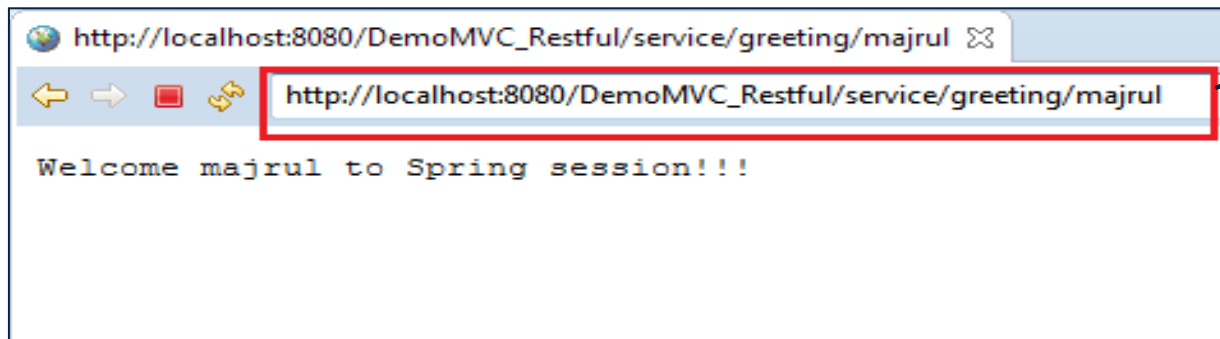 http://localhost:8080/DemoMVC_Restful/service/greeting/majrul
http://localhost:8080/DemoMVC_Restful/service/greeting/majrul
Welcome majrul to Spring session!!!